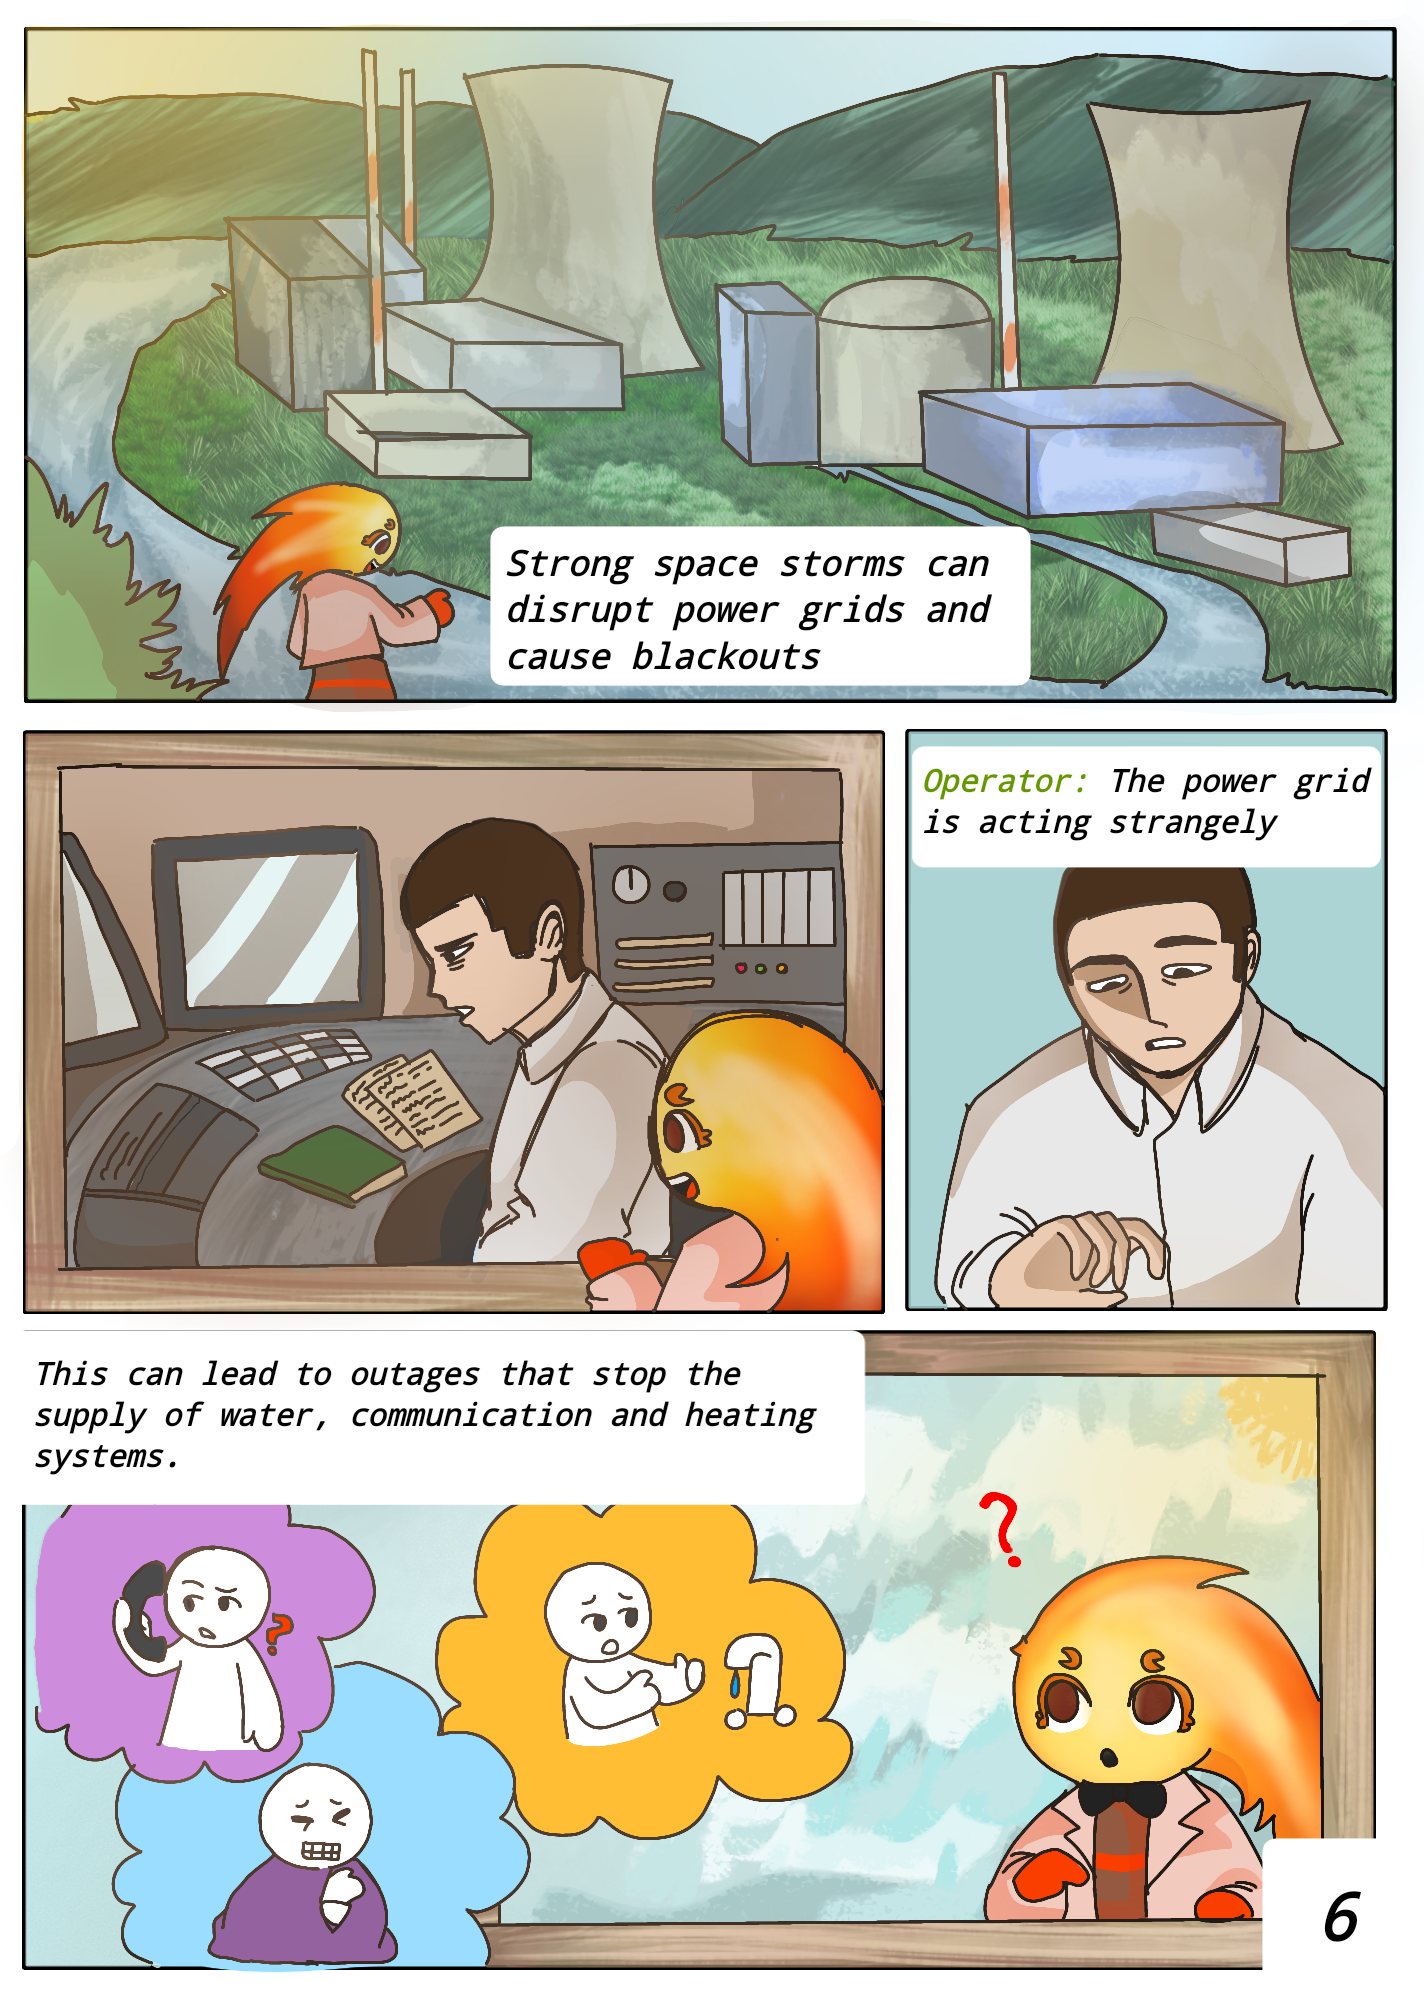 Strong space storms can
disrupt power grids and
cause blackouts
Operator: The power grid
is acting strangely
This can lead to outages that stop the
supply of water, communication and heating
systems.
?
?
6